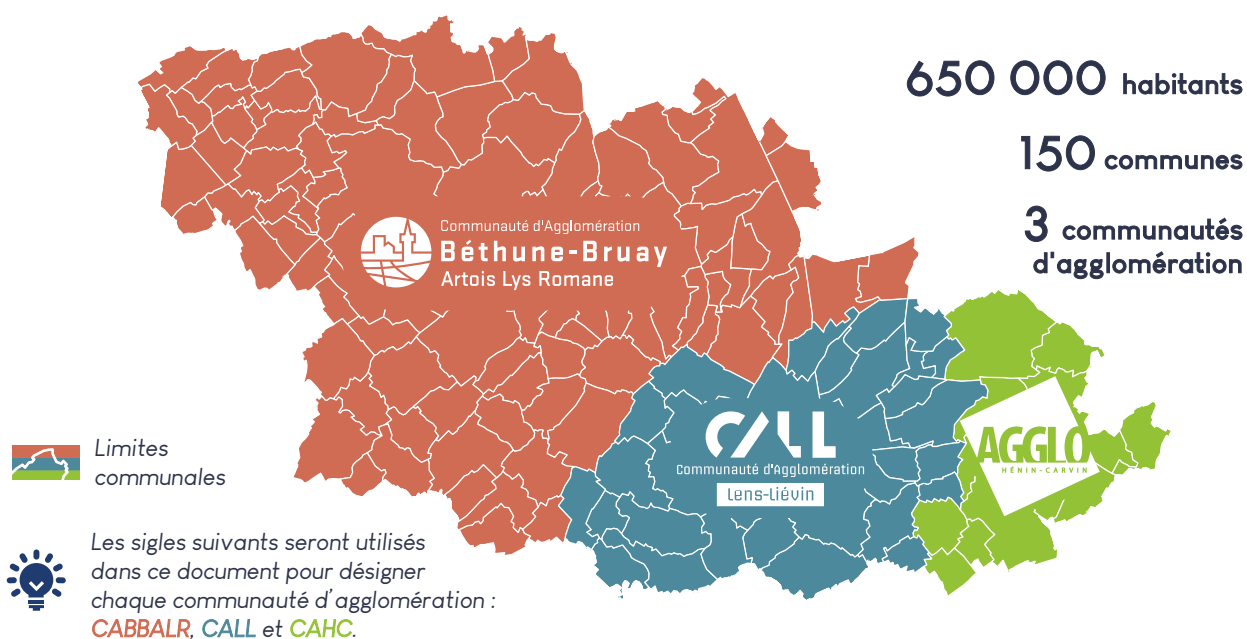 650 000 habitants
150 communes
3 communautés
d'agglomération
Communauté d'Agglomération
Béthune-Bruay
Artois Lys Romane
CALL
Communauté d'Agglomération
Lens-Liévin
AGGLO
HÉNIN-CARVIN
Limites
communales
Les sigles suivants seront utilisés
dans ce document pour désigner
chaque communauté d'agglomération :
CABBALR, CALL et CAHC.